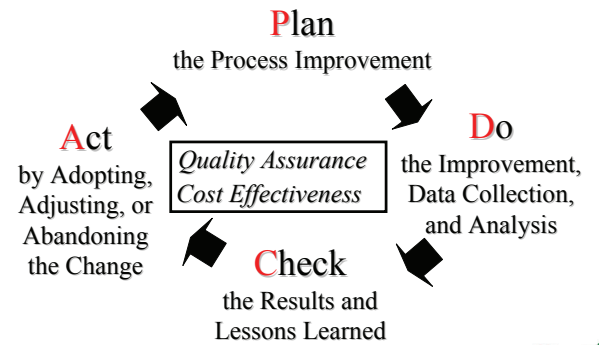 Plan
the Process Improvement
Do
the Improvement,
Data Collection,
and Analysis
Check
the Results and
Lessons Learned
Act
by Adopting,
Adjusting, or
Abandoning
the Change
Quality Assurance
Cost Effectiveness